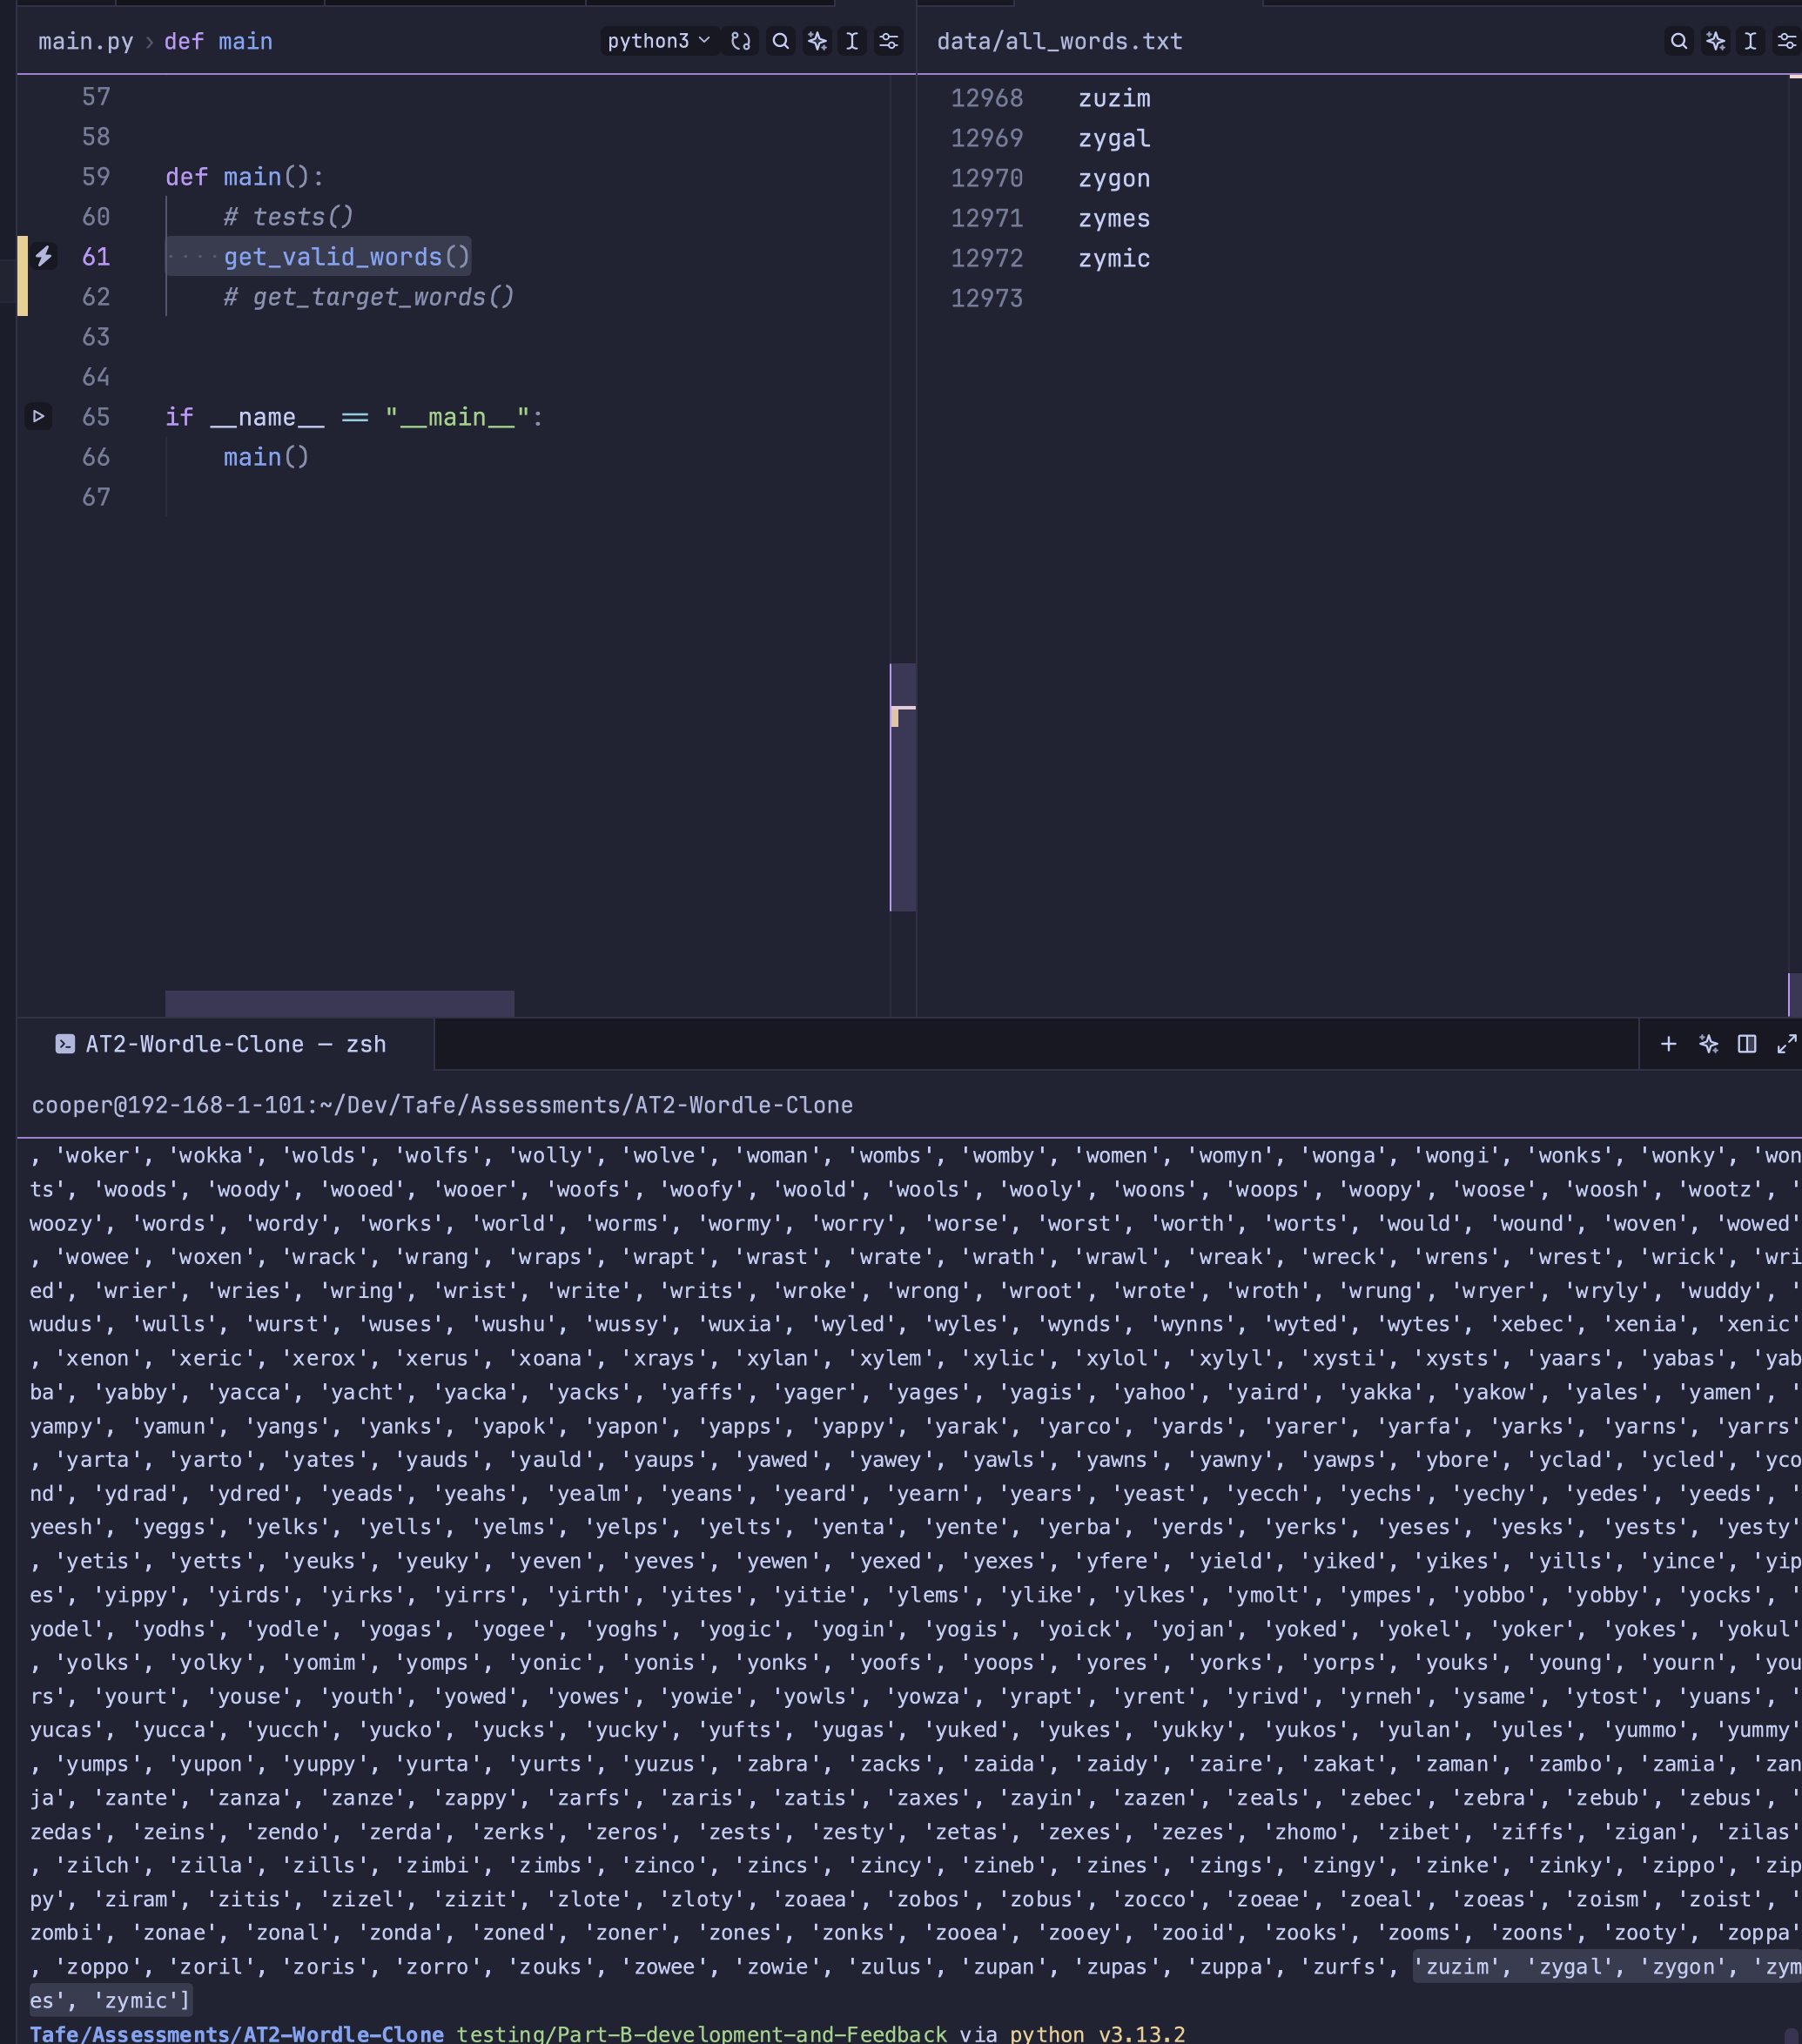 main.py › def main
python3
data/all_words.txt
57
58
59 def main():
60 # tests()
61 ····get_valid_words()
62 # get_target_words()
63
64
65 if __name__ == "__main__":
66 main()
67
12968 zuzim
12969 zygal
12970 zygon
12971 zymes
12972 zymic
12973
AT2-Wordle-Clone — zsh
cooper@192-168-1-101:~/Dev/Tafe/Assessments/AT2-Wordle-Clone
, 'woker', 'wokka', 'wolds', 'wolfs', 'wolly', 'wolve', 'woman', 'wombs', 'womby', 'women', 'womyn', 'wonga', 'wongi', 'wonks', 'wonky', 'won
ts', 'woods', 'woody', 'wooed', 'wooer', 'woofs', 'woofy', 'woold', 'wools', 'wooly', 'woons', 'woops', 'woopy', 'woose', 'woosh', 'wootz', '
woozy', 'words', 'wordy', 'works', 'world', 'worms', 'wormy', 'worry', 'worse', 'worst', 'worth', 'worts', 'would', 'wound', 'woven', 'wowed'
, 'wowee', 'woxen', 'wrack', 'wrang', 'wraps', 'wrapt', 'wrast', 'wrate', 'wrath', 'wrawl', 'wreak', 'wreck', 'wrens', 'wrest', 'wrick', 'wri
ed', 'wrier', 'wries', 'wring', 'wrist', 'write', 'writs', 'wroke', 'wrong', 'wroot', 'wrote', 'wroth', 'wrung', 'wryer', 'wryly', 'wuddy', '
wudus', 'wulls', 'wurst', 'wuses', 'wushu', 'wussy', 'wuxia', 'wyled', 'wyles', 'wynds', 'wynns', 'wyted', 'wytes', 'xebec', 'xenia', 'xenic'
, 'xenon', 'xeric', 'xerox', 'xerus', 'xoana', 'xrays', 'xylan', 'xylem', 'xylic', 'xylol', 'xylyl', 'xysti', 'xysts', 'yaars', 'yabas', 'yab
ba', 'yabby', 'yacca', 'yacht', 'yacka', 'yacks', 'yaffs', 'yager', 'yages', 'yagis', 'yahoo', 'yaird', 'yakka', 'yakow', 'yales', 'yamen', '
yampy', 'yamun', 'yangs', 'yanks', 'yapok', 'yapon', 'yapps', 'yappy', 'yarak', 'yarco', 'yards', 'yarer', 'yarfa', 'yarks', 'yarns', 'yarrs'
, 'yarta', 'yarto', 'yates', 'yauds', 'yauld', 'yaups', 'yawed', 'yawey', 'yawls', 'yawns', 'yawny', 'yawps', 'ybore', 'yclad', 'ycled', 'yco
nd', 'ydrad', 'ydred', 'yeads', 'yeahs', 'yealm', 'yeans', 'yeard', 'yearn', 'years', 'yeast', 'yecch', 'yechs', 'yechy', 'yedes', 'yeeds', '
yeesh', 'yeggs', 'yelks', 'yells', 'yelms', 'yelps', 'yelts', 'yenta', 'yente', 'yerba', 'yerds', 'yerks', 'yeses', 'yesks', 'yests', 'yesty'
, 'yetis', 'yetts', 'yeuks', 'yeuky', 'yeven', 'yeves', 'yewen', 'yexed', 'yexes', 'yfere', 'yield', 'yiked', 'yikes', 'yills', 'yince', 'yip
es', 'yippy', 'yirds', 'yirks', 'yirrs', 'yirth', 'yites', 'yitie', 'ylems', 'ylike', 'ylkes', 'ymolt', 'ympes', 'yobbo', 'yobby', 'yocks', '
yodel', 'yodhs', 'yodle', 'yogas', 'yogee', 'yoghs', 'yogic', 'yogin', 'yogis', 'yoick', 'yojan', 'yoked', 'yokel', 'yoker', 'yokes', 'yokul'
, 'yolks', 'yolky', 'yomim', 'yomps', 'yonic', 'yonis', 'yonks', 'yoofs', 'yoops', 'yores', 'yorks', 'yorps', 'youks', 'young', 'yourn', 'you
rs', 'yourt', 'youse', 'youth', 'yowed', 'yowes', 'yowie', 'yowls', 'yowza', 'yrapt', 'yrent', 'yrivd', 'yrneh', 'ysame', 'ytost', 'yuans', '
yucas', 'yucca', 'yucch', 'yucko', 'yucks', 'yucky', 'yufts', 'yugas', 'yuked', 'yukes', 'yukky', 'yukos', 'yulan', 'yules', 'yummo', 'yummy'
, 'yumps', 'yupon', 'yuppy', 'yurta', 'yurts', 'yuzus', 'zabra', 'zacks', 'zaida', 'zaidy', 'zaire', 'zakat', 'zaman', 'zambo', 'zamia', 'zan
ja', 'zante', 'zanza', 'zanze', 'zappy', 'zarfs', 'zaris', 'zatis', 'zaxes', 'zayin', 'zazen', 'zeals', 'zebec', 'zebra', 'zebub', 'zebus', '
zedas', 'zeins', 'zendo', 'zerda', 'zerks', 'zeros', 'zests', 'zesty', 'zetas', 'zexes', 'zezes', 'zhomo', 'zibet', 'ziffs', 'zigan', 'zilas'
, 'zilch', 'zilla', 'zills', 'zimbi', 'zimbs', 'zinco', 'zincs', 'zincy', 'zineb', 'zines', 'zings', 'zingy', 'zinke', 'zinky', 'zippo', 'zip
py', 'ziram', 'zitis', 'zizel', 'zizit', 'zlote', 'zloty', 'zoaea', 'zobos', 'zobus', 'zocco', 'zoeae', 'zoeal', 'zoeas', 'zoism', 'zoist', '
zombi', 'zonae', 'zonal', 'zonda', 'zoned', 'zoner', 'zones', 'zonks', 'zooea', 'zooey', 'zooid', 'zooks', 'zooms', 'zoons', 'zooty', 'zoppa'
, 'zoppo', 'zoril', 'zoris', 'zorro', 'zouks', 'zowee', 'zowie', 'zulus', 'zupan', 'zupas', 'zuppa', 'zurfs', 'zuzim', 'zygal', 'zygon', 'zym
es', 'zymic']
Tafe/Assessments/AT2-Wordle-Clone testing/Part-B-development-and-Feedback via python v3.13.2